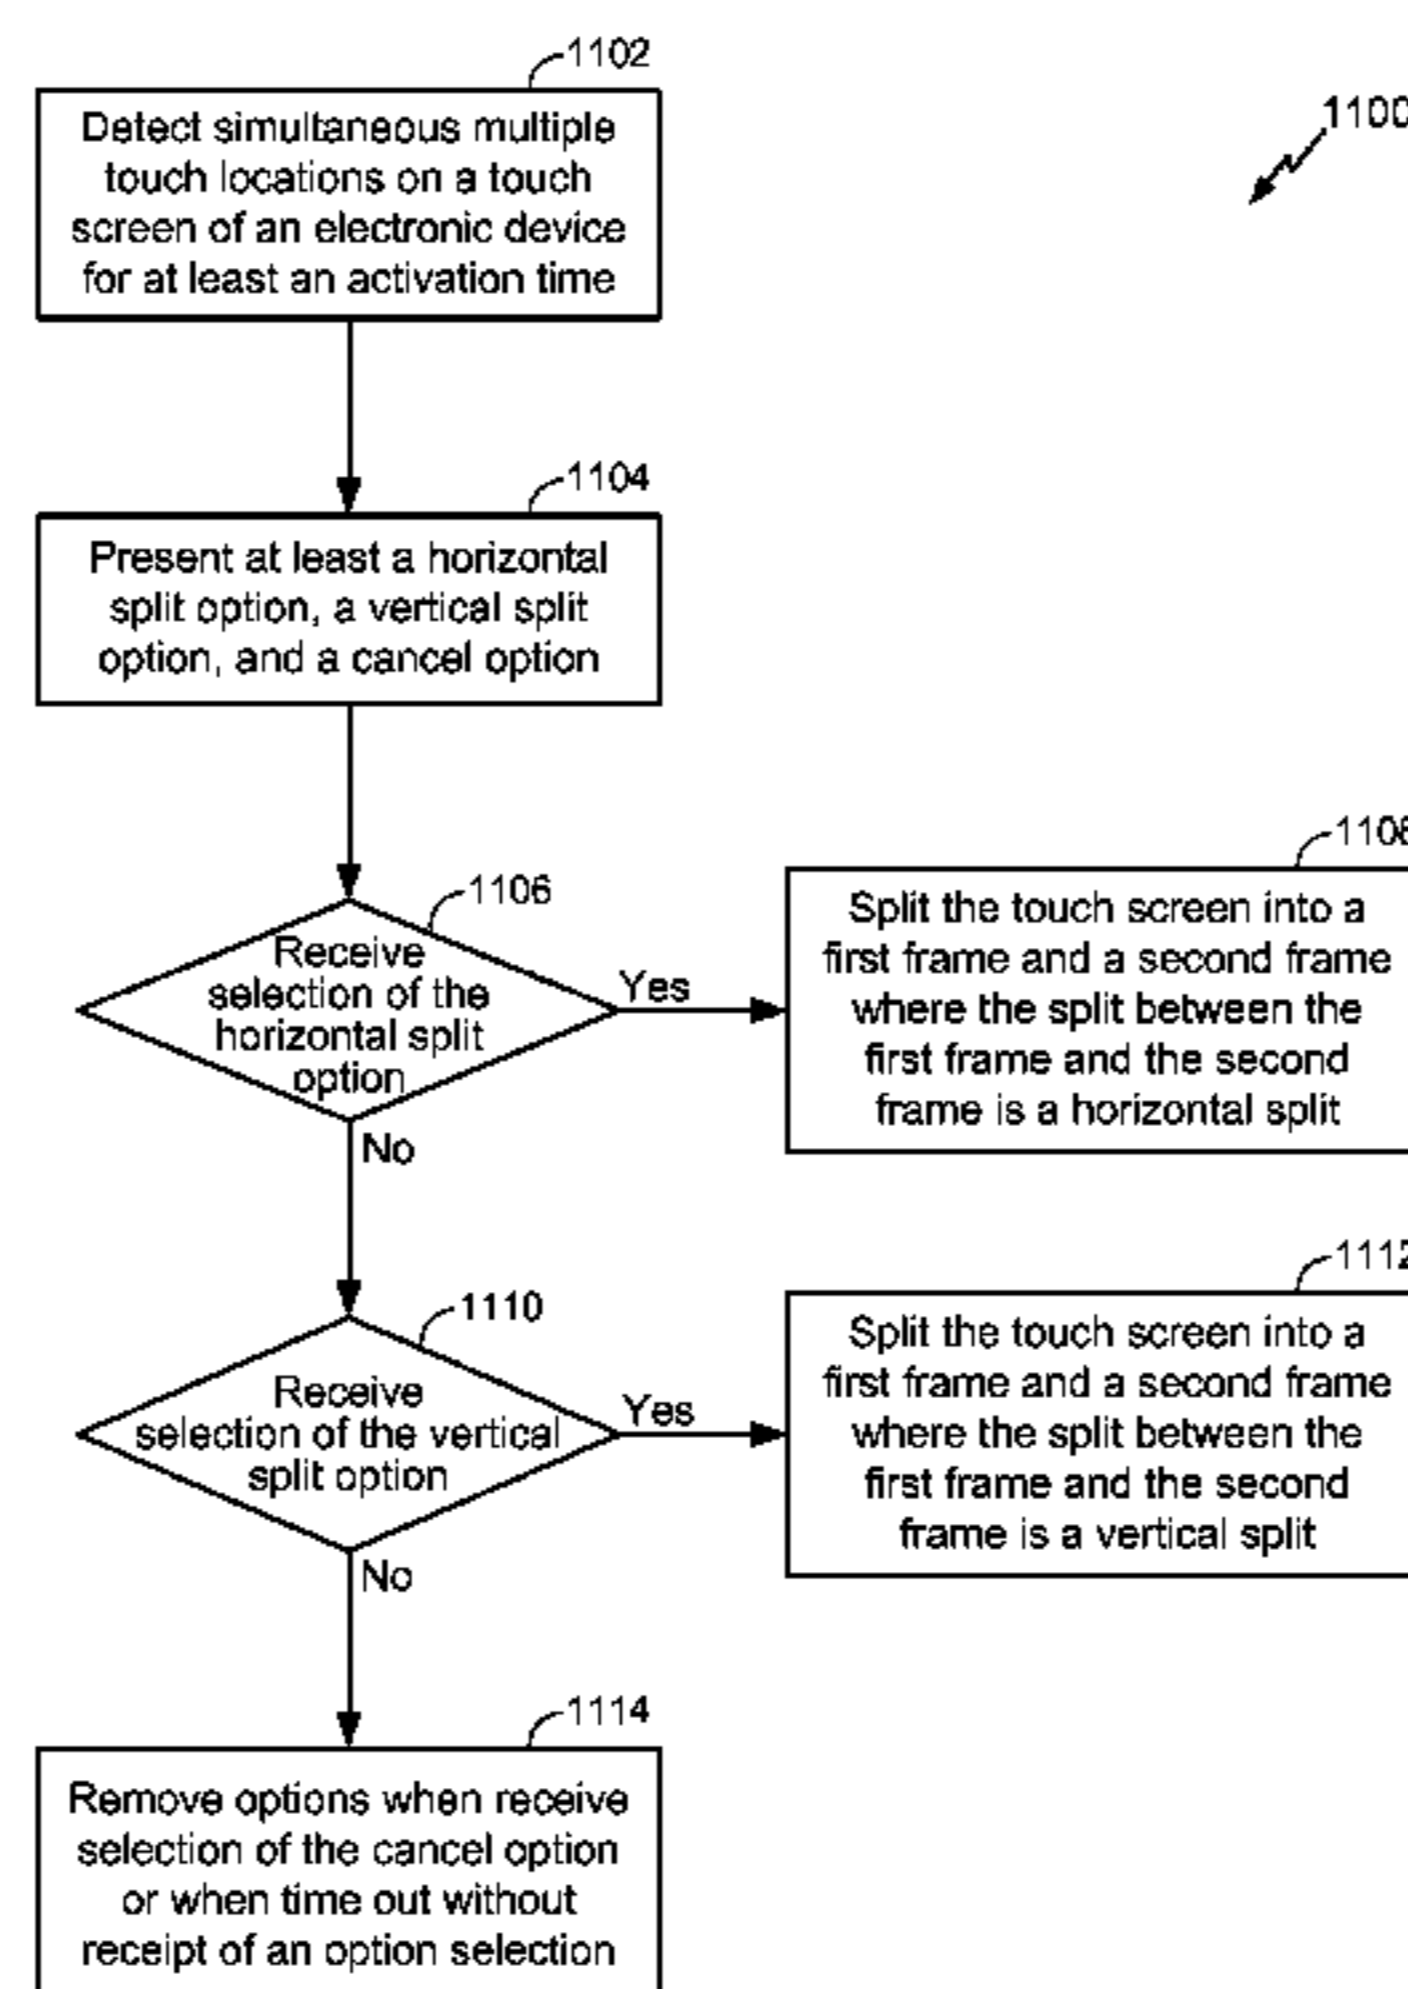 1102
1100
Detect simultaneous multiple
touch locations on a touch
screen of an electronic device
for at least an activation time
1104
Present at least a horizontal
split option, a vertical split
option, and a cancel option
1106
Receive
selection of the
horizontal split
option
Yes
No
1108
Split the touch screen into a
first frame and a second frame
where the split between the
first frame and the second
frame is a horizontal split
1110
Receive
selection of the vertical
split option
Yes
No
1112
Split the touch screen into a
first frame and a second frame
where the split between the
first frame and the second
frame is a vertical split
1114
Remove options when receive
selection of the cancel option
or when time out without
receipt of an option selection